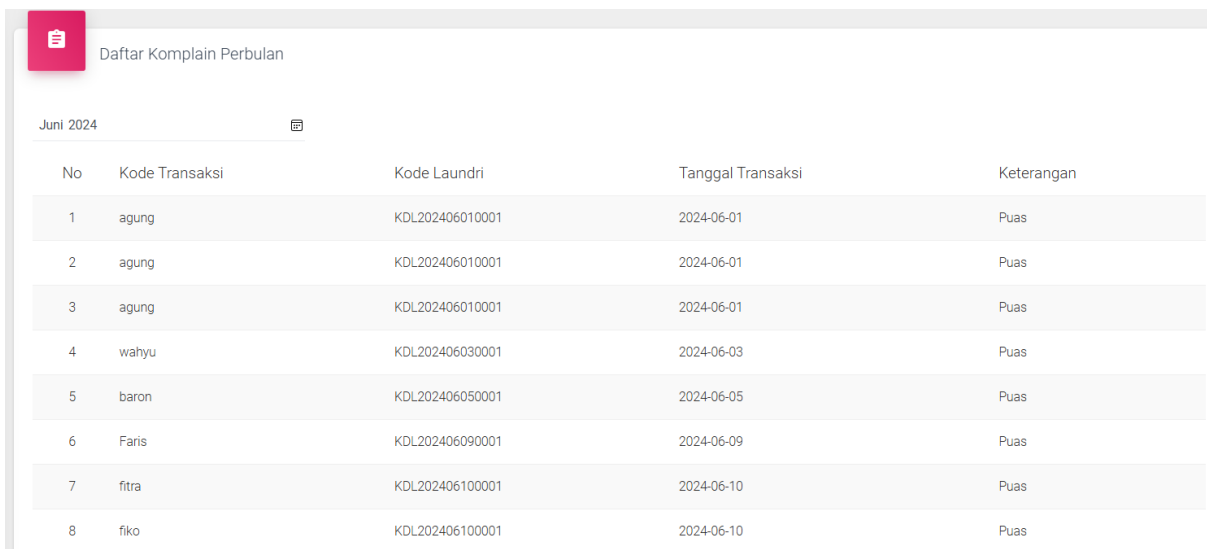 Daftar Komplain Perbulan
Juni 2024
No Kode Transaksi Kode Laundri Tanggal Transaksi Keterangan
1 agung KDL202406010001 2024-06-01 Puas
2 agung KDL202406010001 2024-06-01 Puas
3 agung KDL202406010001 2024-06-01 Puas
4 wahyu KDL202406030001 2024-06-03 Puas
5 baron KDL202406050001 2024-06-05 Puas
6 Faris KDL202406090001 2024-06-09 Puas
7 fitra KDL202406100001 2024-06-10 Puas
8 fiko KDL202406100001 2024-06-10 Puas